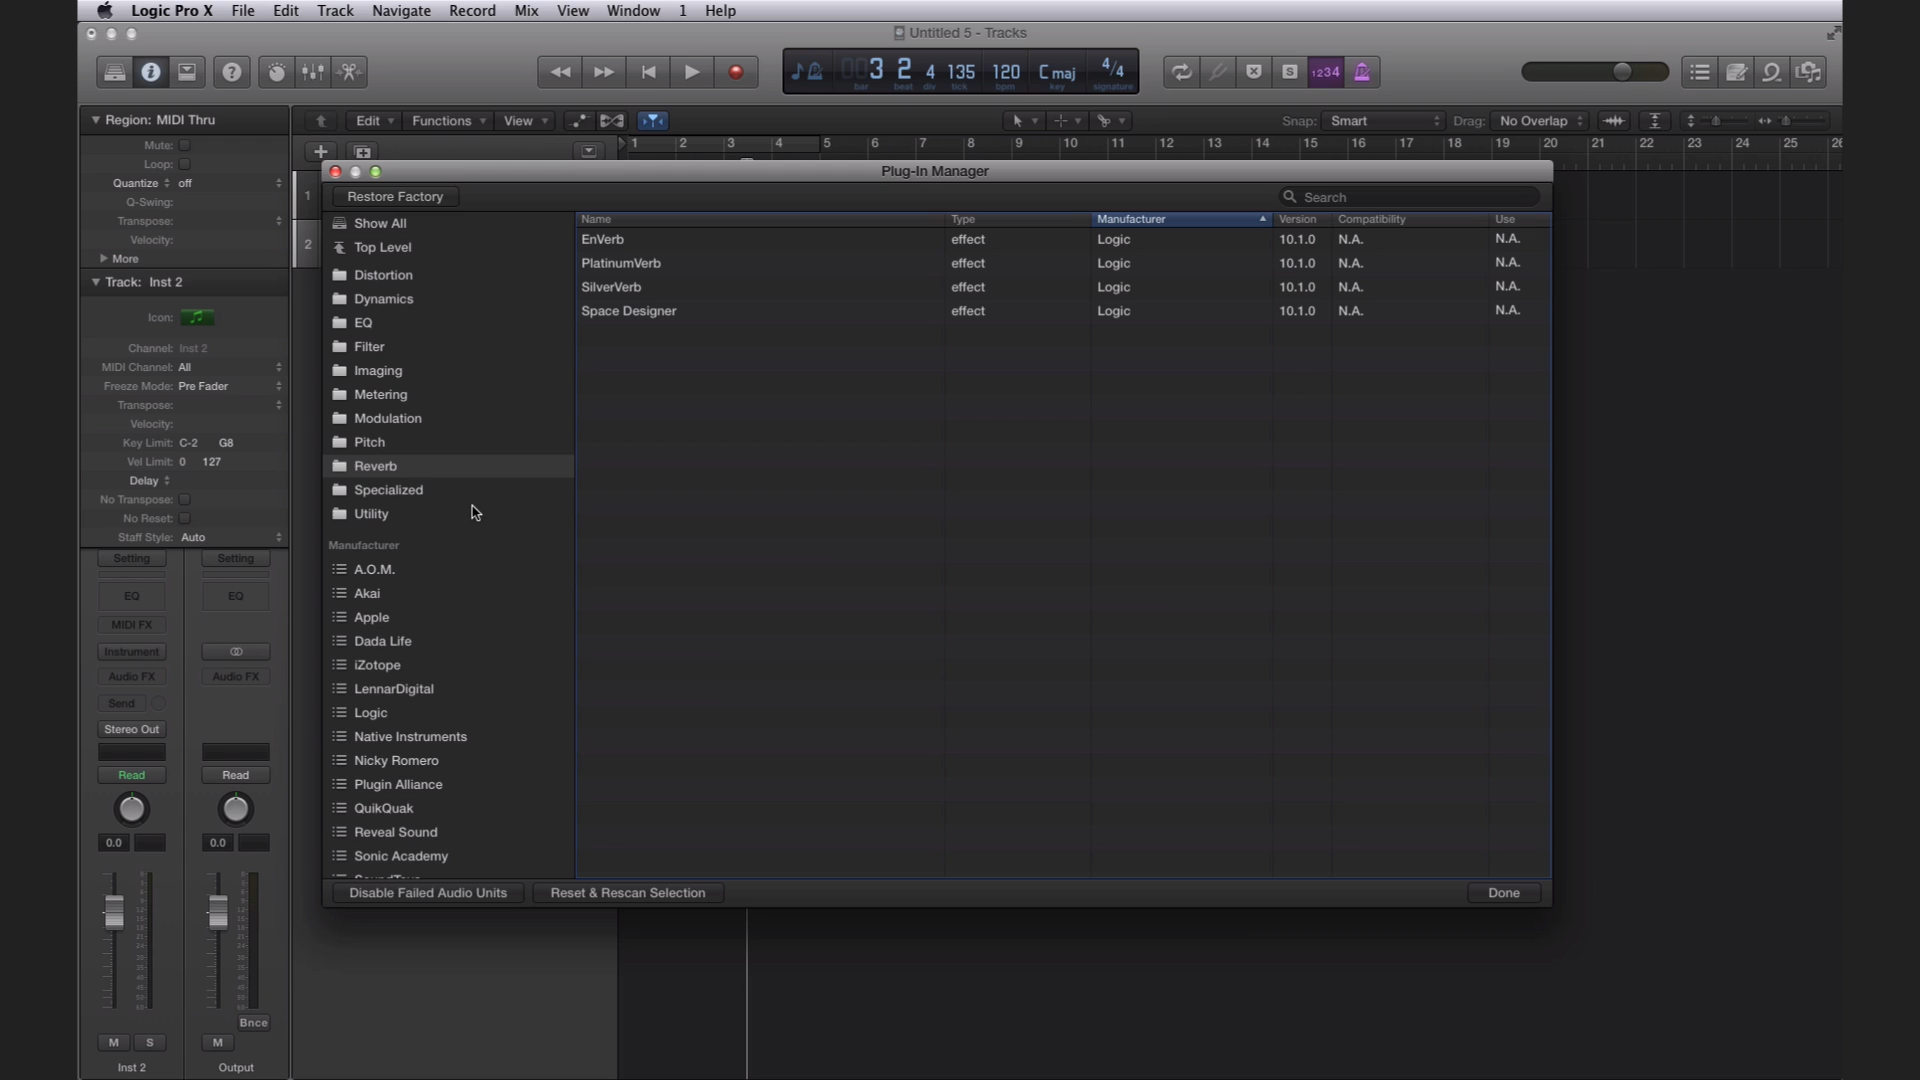 Logic Pro X File Edit Track Navigate Record Mix View Window 1 Help
Untitled 5 - Tracks
3 2 4 135 120 C maj 4/4
bar beat div tick bpm key signature
1234
Region: MIDI Thru
Edit Functions View
Snap: Smart
Drag: No Overlap
Mute:
Loop:
Quantize off
Q-Swing:
Transpose:
Velocity:
More
1 2 3 4 5 6 7 8 9 10 11 12 13 14 15 16 17 18 19 20 21 22 23 24 25
Track: Inst 2
Icon:
Channel: Inst 2
MIDI Channel: All
Freeze Mode: Pre Fader
Transpose:
Velocity:
Key Limit: C-2 G8
Vel Limit: 0 127
Delay
No Transpose:
No Reset:
Staff Style: Auto
Setting Setting
EQ EQ
MIDI FX
Instrument
Audio FX Audio FX
Send
Stereo Out
Read Read
0.0 0.0
Bnce
M S M
Inst 2 Output
1
2
Plug-In Manager
Restore Factory
Search
Show All
Top Level
Distortion
Dynamics
EQ
Filter
Imaging
Metering
Modulation
Pitch
Reverb
Specialized
Utility
Manufacturer
A.O.M.
Akai
Apple
Dada Life
iZotope
LennarDigital
Logic
Native Instruments
Nicky Romero
Plugin Alliance
QuikQuak
Reveal Sound
Sonic Academy
Name Type Manufacturer Version Compatibility Use
EnVerb effect Logic 10.1.0 N.A. N.A.
PlatinumVerb effect Logic 10.1.0 N.A. N.A.
SilverVerb effect Logic 10.1.0 N.A. N.A.
Space Designer effect Logic 10.1.0 N.A. N.A.
Disable Failed Audio Units
Reset & Rescan Selection
Done